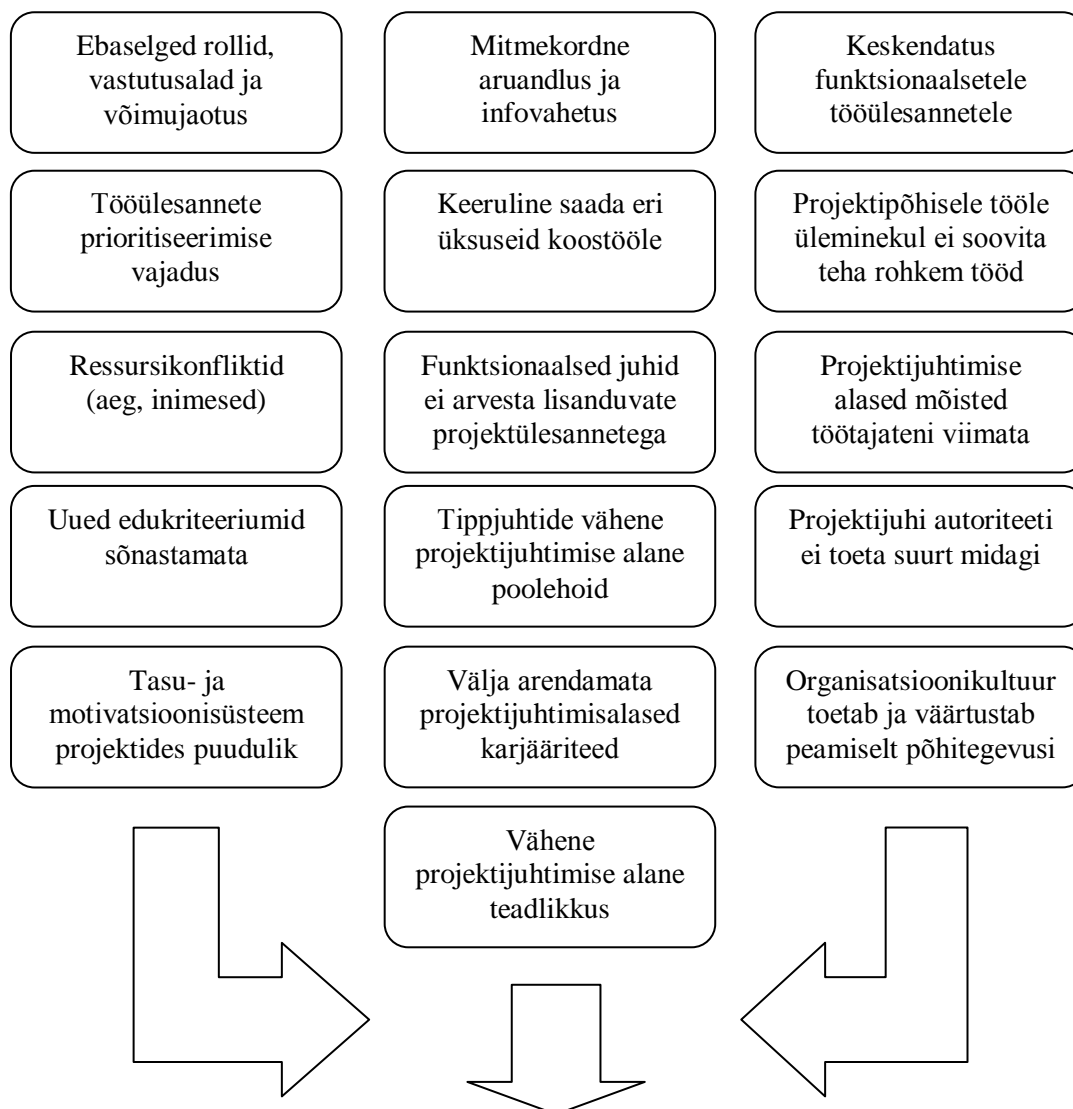 Ebaselged rollid,
vastutusalad ja
võimujaotus
Mitmekordne
aruandlus ja
infovahetus
Keskendatus
funktsionaalsetele
tööülesannetele
Tööülesannete
prioritiseerimise
vajadus
Keeruline saada eri
üksuseid koostööle
Projektipõhisele tööle
üleminekul ei soovita
teha rohkem tööd
Ressursikonfliktid
(aeg, inimesed)
Funktsionaalsed juhid
ei arvesta lisanduvate
projektülesannetega
Projektijuhtimise
alased mõisted
töötajateni viimata
Uued edukriteeriumid
sõnastamata
Tippjuhtide vähene
projektijuhtimise alane
poolehoid
Projektijuhi autoriteeti
ei toeta suurt midagi
Tasu- ja
motivatsioonisüsteem
projektides puudulik
Välja arendamata
projektijuhtimisalased
karjääriteed
Organisatsioonikultuur
toetab ja väärtustab
peamiselt põhitegevusi
Vähene
projektijuhtimise alane
teadlikkus